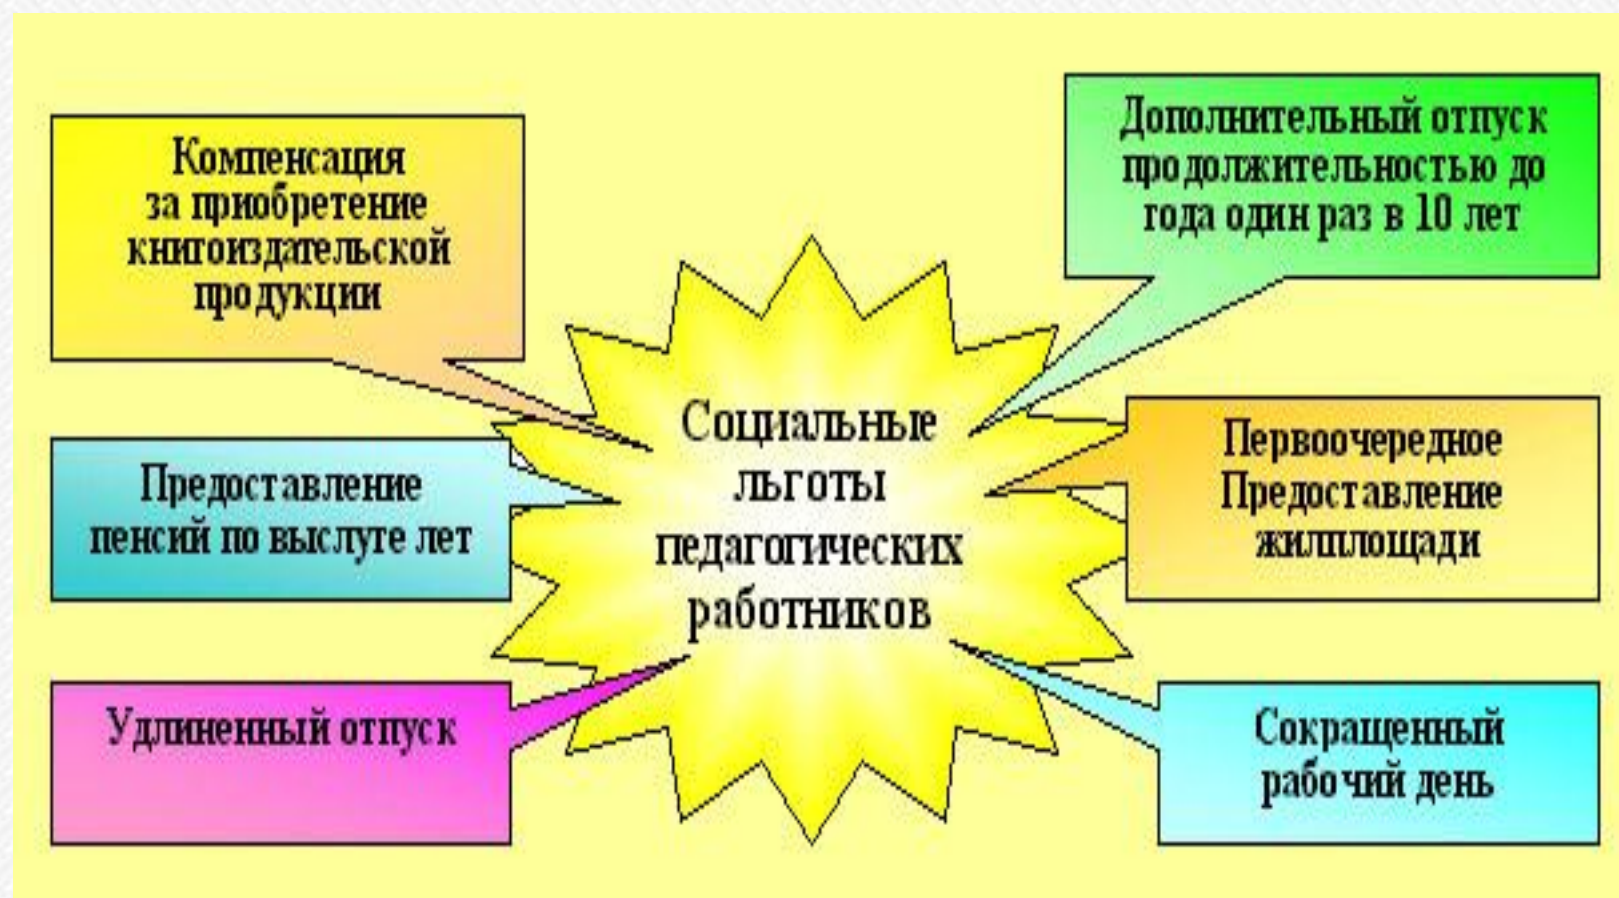 Компенсация
за приобретение
книгоиздательской
продукции
Дополнительный отпуск
продолжительностью до
года один раз в 10 лет
Социальные
льготы
педагогических
работников
Предоставление
пенсий по выслуге лет
Первоочередное
Предоставление
жилплощади
Удлиненный отпуск
Сокращенный
рабочий день